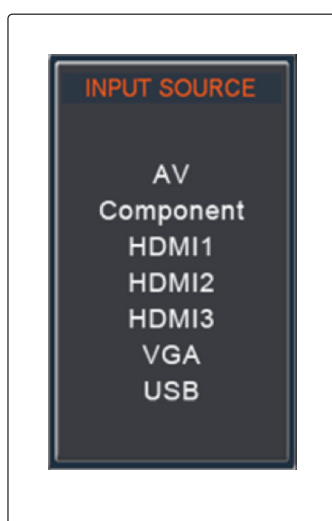 INPUT SOURCE
AV
Component
HDMI1
HDMI2
HDMI3
VGA
USB